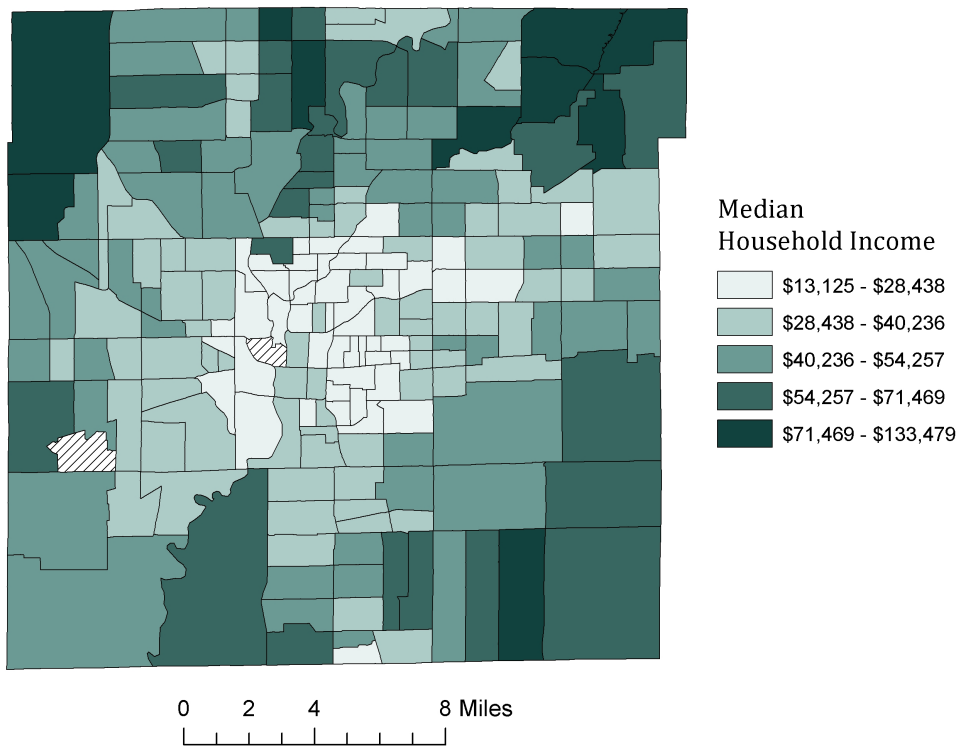 Median
Household Income
$13,125 - $28,438
$28,438 - $40,236
$40,236 - $54,257
$54,257 - $71,469
$71,469 - $133,479
0 2 4 8 Miles